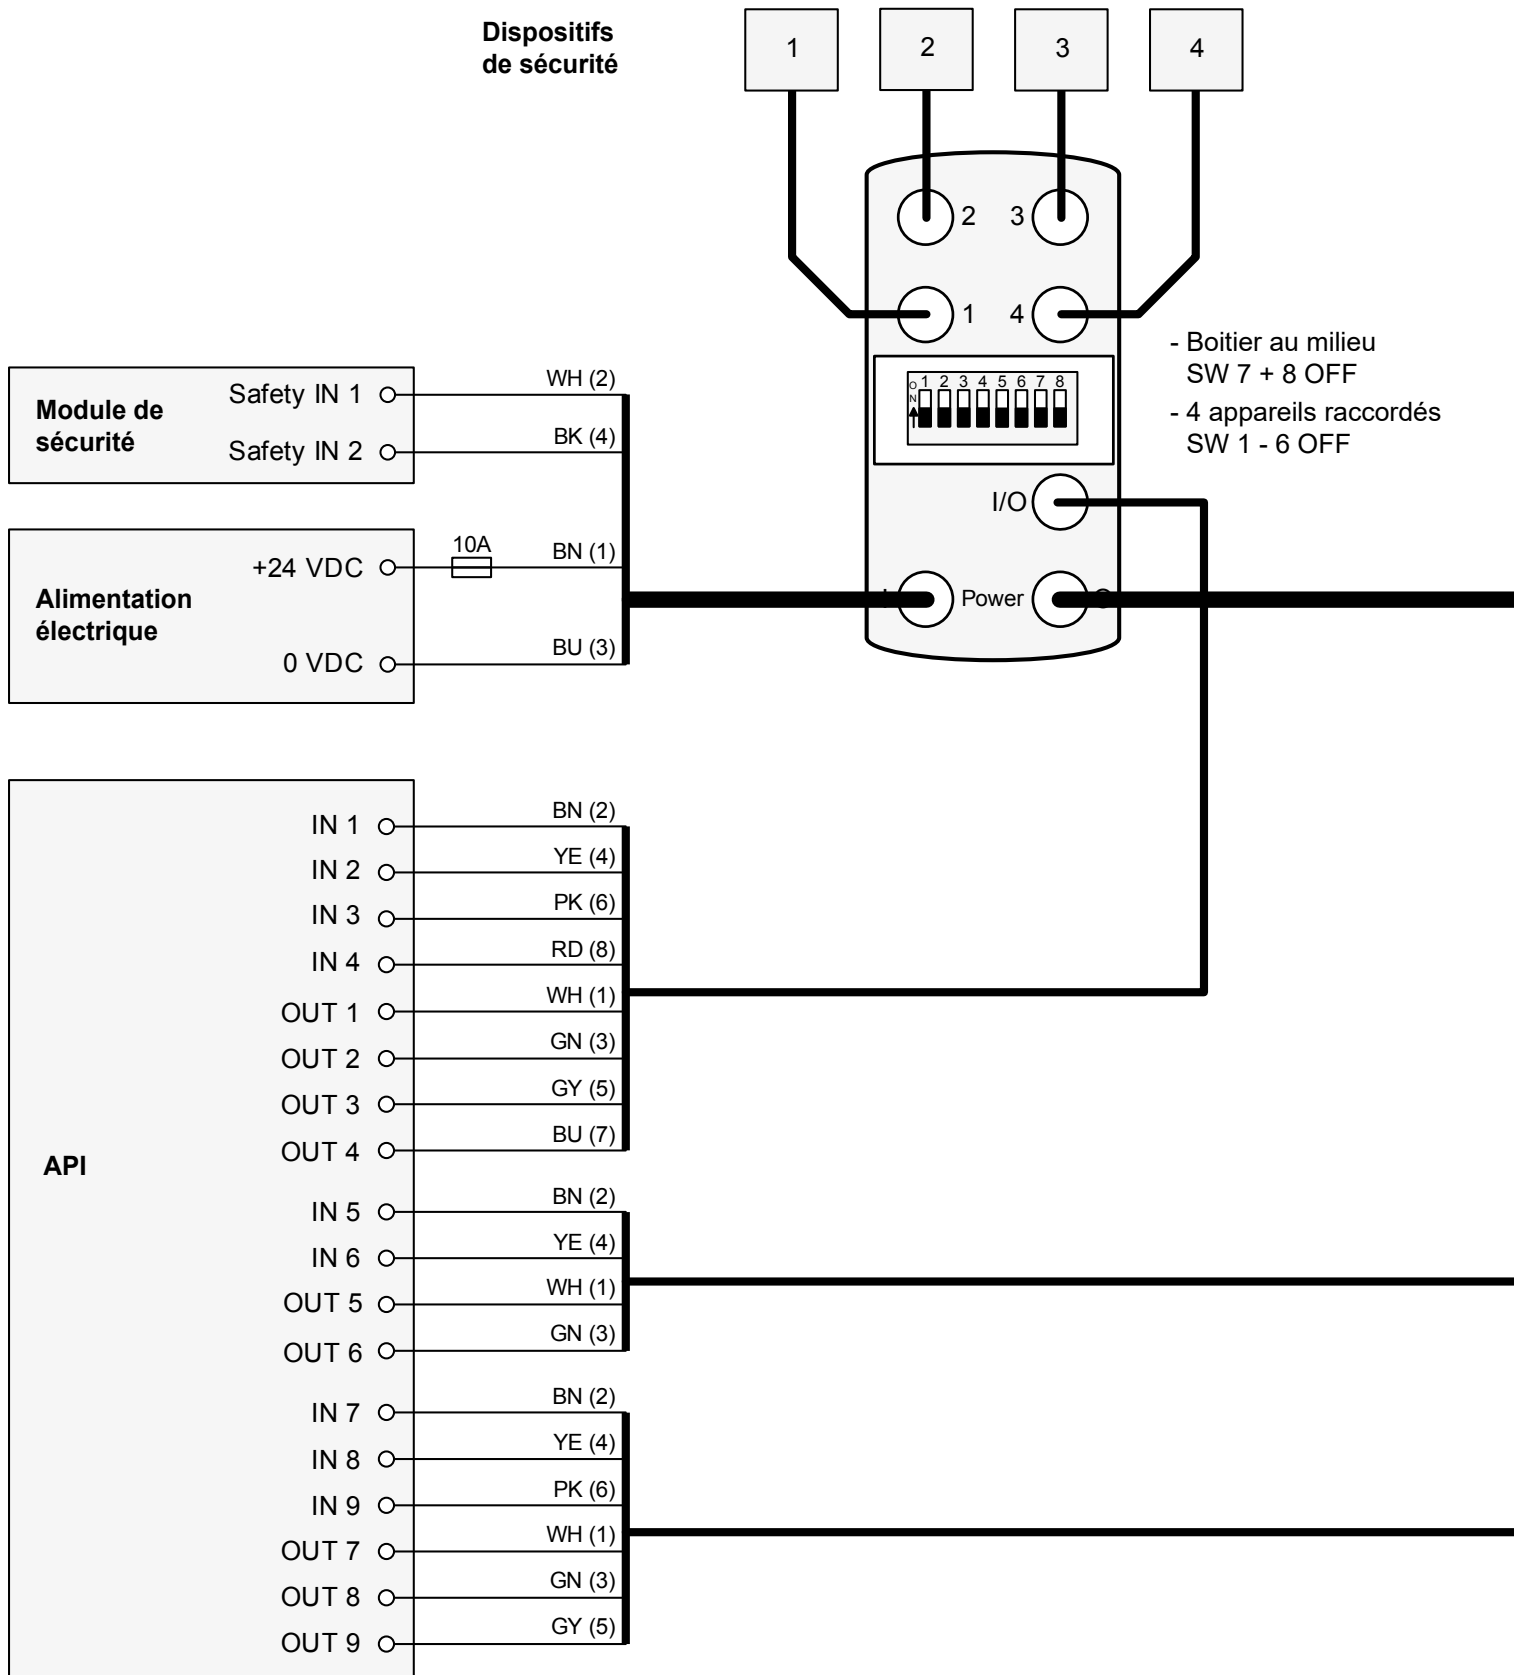 Dispositifs
de sécurité
1
2
3
4
2
3
1
4
- Boitier au milieu
SW 7 + 8 OFF
- 4 appareils raccordés
SW 1 - 6 OFF
ON
1 2 3 4 5 6 7 8
I/O
I
Power
O
Module de
sécurité
Safety IN 1
WH (2)
Safety IN 2
BK (4)
Alimentation
électrique
+24 VDC
10A
BN (1)
0 VDC
BU (3)
API
IN 1
BN (2)
IN 2
YE (4)
IN 3
PK (6)
IN 4
RD (8)
OUT 1
WH (1)
OUT 2
GN (3)
OUT 3
GY (5)
OUT 4
BU (7)
IN 5
BN (2)
IN 6
YE (4)
OUT 5
WH (1)
OUT 6
GN (3)
IN 7
BN (2)
IN 8
YE (4)
IN 9
PK (6)
OUT 7
WH (1)
OUT 8
GN (3)
OUT 9
GY (5)